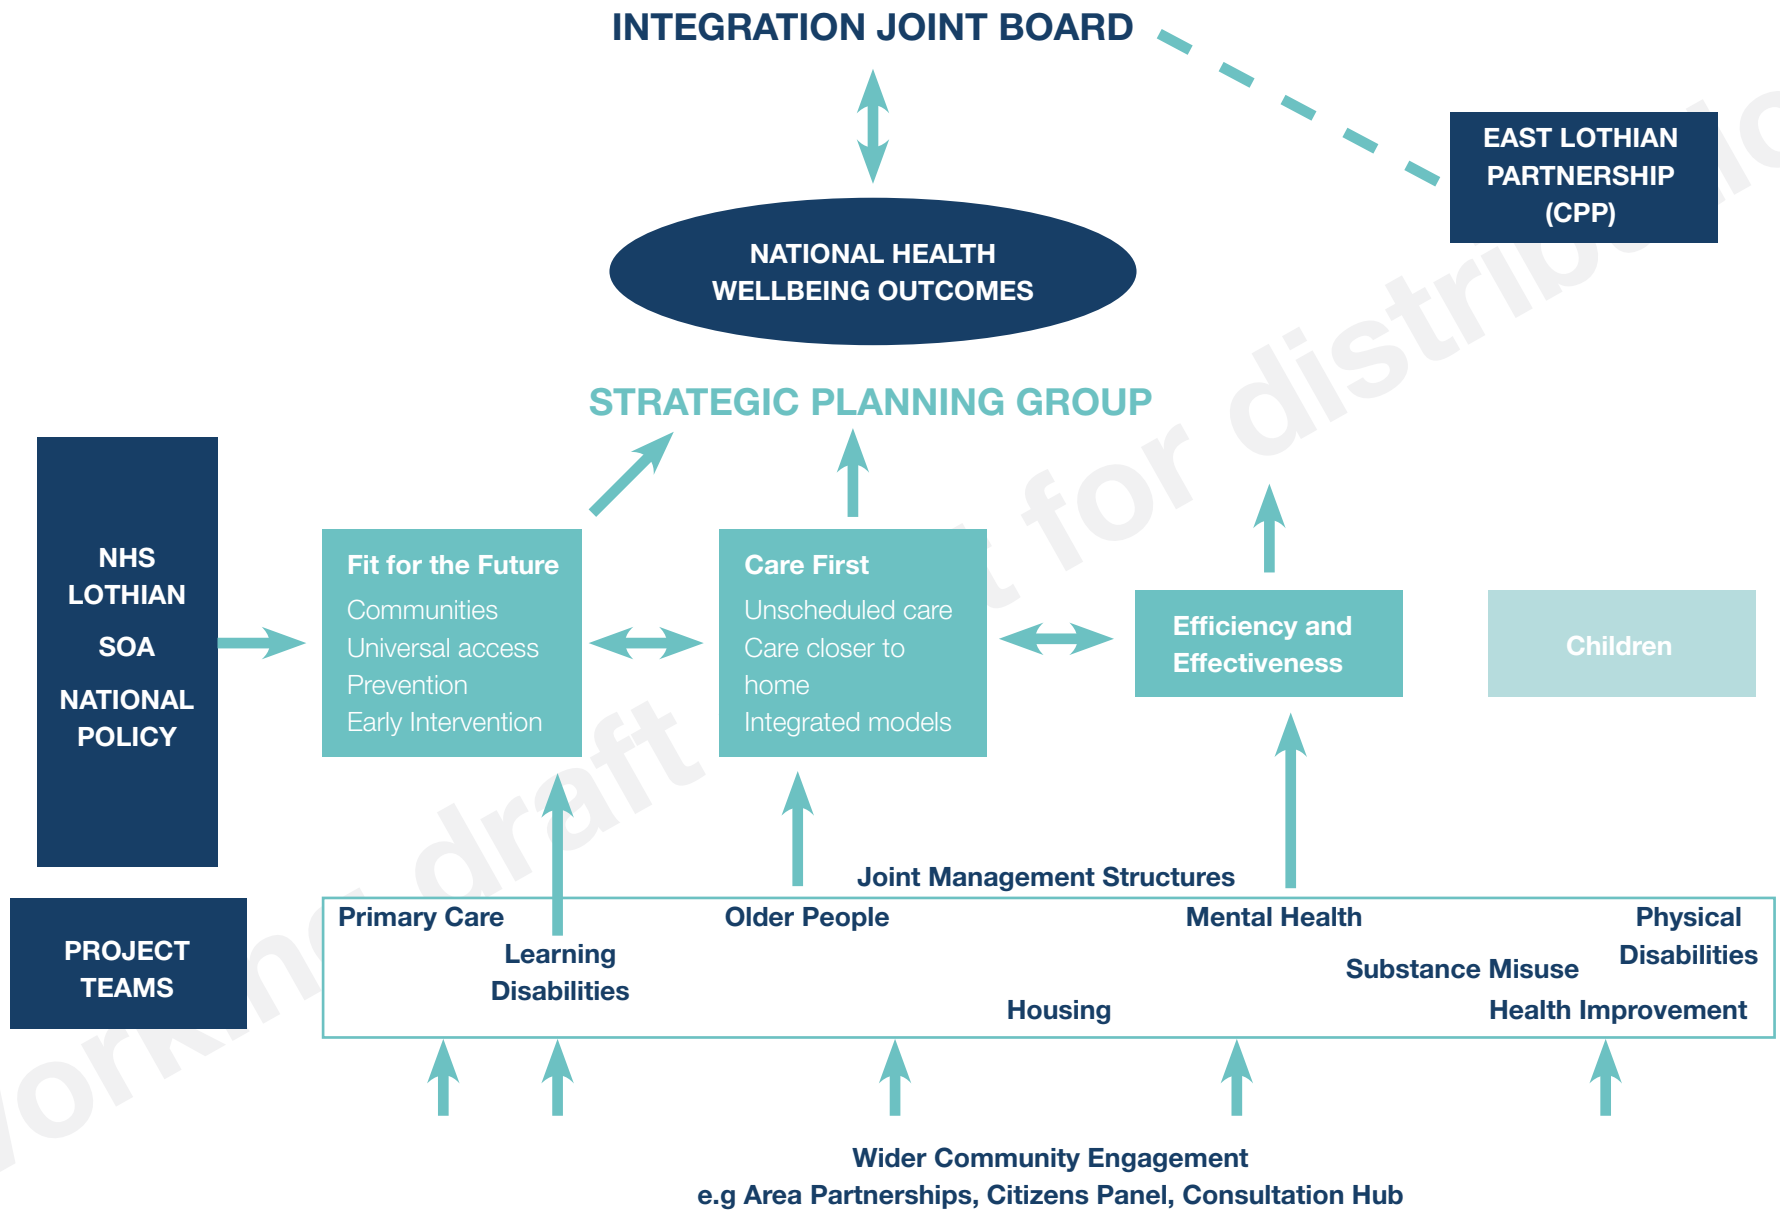 INTEGRATION JOINT BOARD
EAST LOTHIAN
PARTNERSHIP
(CPP)
NATIONAL HEALTH
WELLBEING OUTCOMES
STRATEGIC PLANNING GROUP
NHS
LOTHIAN
SOA
NATIONAL
POLICY
Fit for the Future
Communities
Universal access
Prevention
Early Intervention
Care First
Unscheduled care
Care closer to
home
Integrated models
Efficiency and
Effectiveness
Children
Joint Management Structures
PROJECT
TEAMS
Primary Care
Learning
Disabilities
Older People
Housing
Mental Health
Substance Misuse
Physical
Disabilities
Health Improvement
Wider Community Engagement
e.g Area Partnerships, Citizens Panel, Consultation Hub
draft for